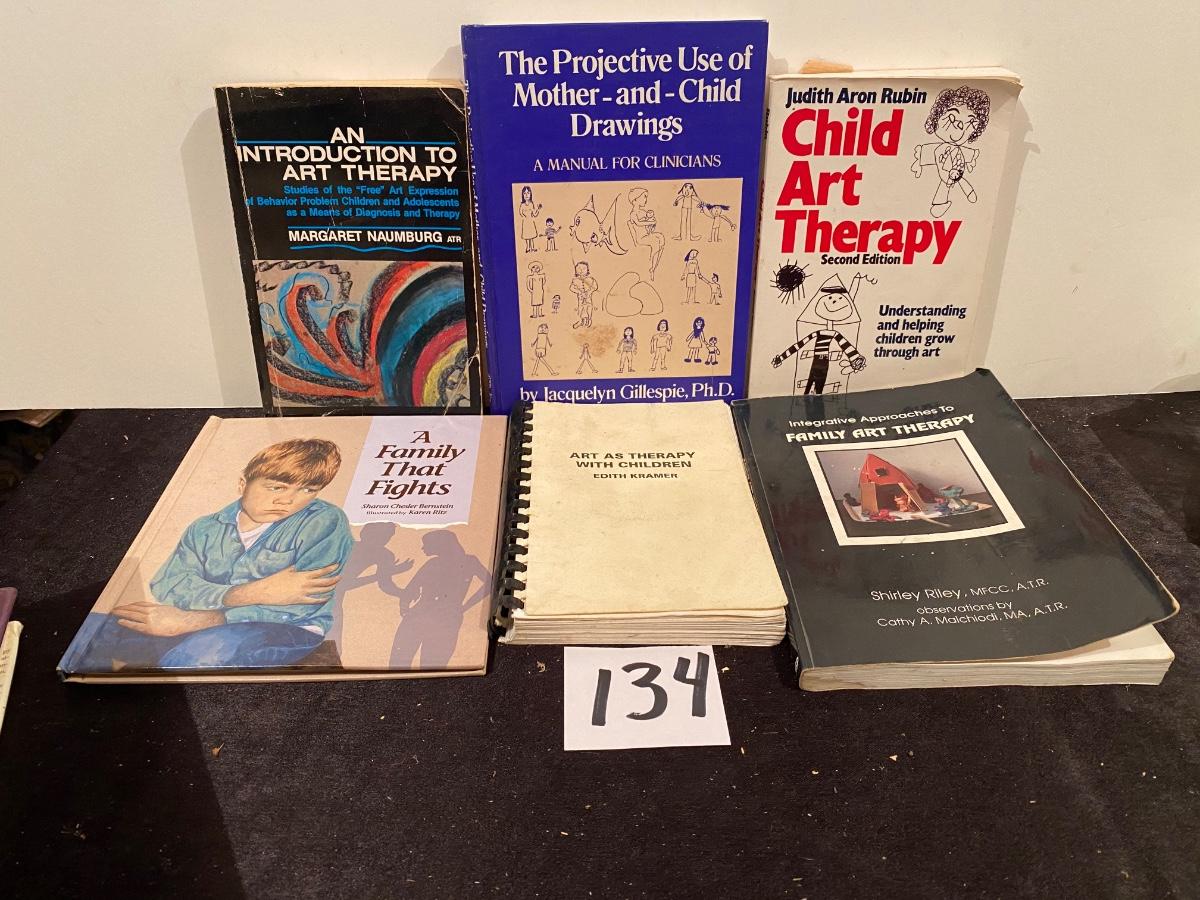 AN
INTRODUCTION TO
ART THERAPY
Studies of the "Free" Art Expression
of Behavior Problem Children and Adolescents
as a Means of Diagnosis and Therapy
MARGARET NAUMBURG ATR
The Projective Use of
Mother-and-Child
Drawings
A MANUAL FOR CLINICIANS
by Jacquelyn Gillespie, Ph.D.
Judith Aron Rubin
Child
Art
Therapy
Second Edition
Understanding
and helping
children grow
through art
A
Family
That
Fights
Sharon Chesler Bernstein
Illustrated by Karen Ritz
ART AS THERAPY
WITH CHILDREN
EDITH KRAMER
Integrative Approaches To
FAMILY ART THERAPY
Shirley Riley, MFCC, A.T.R.
observations by
Cathy A. Malchiodi, MA, A.T.R.
134